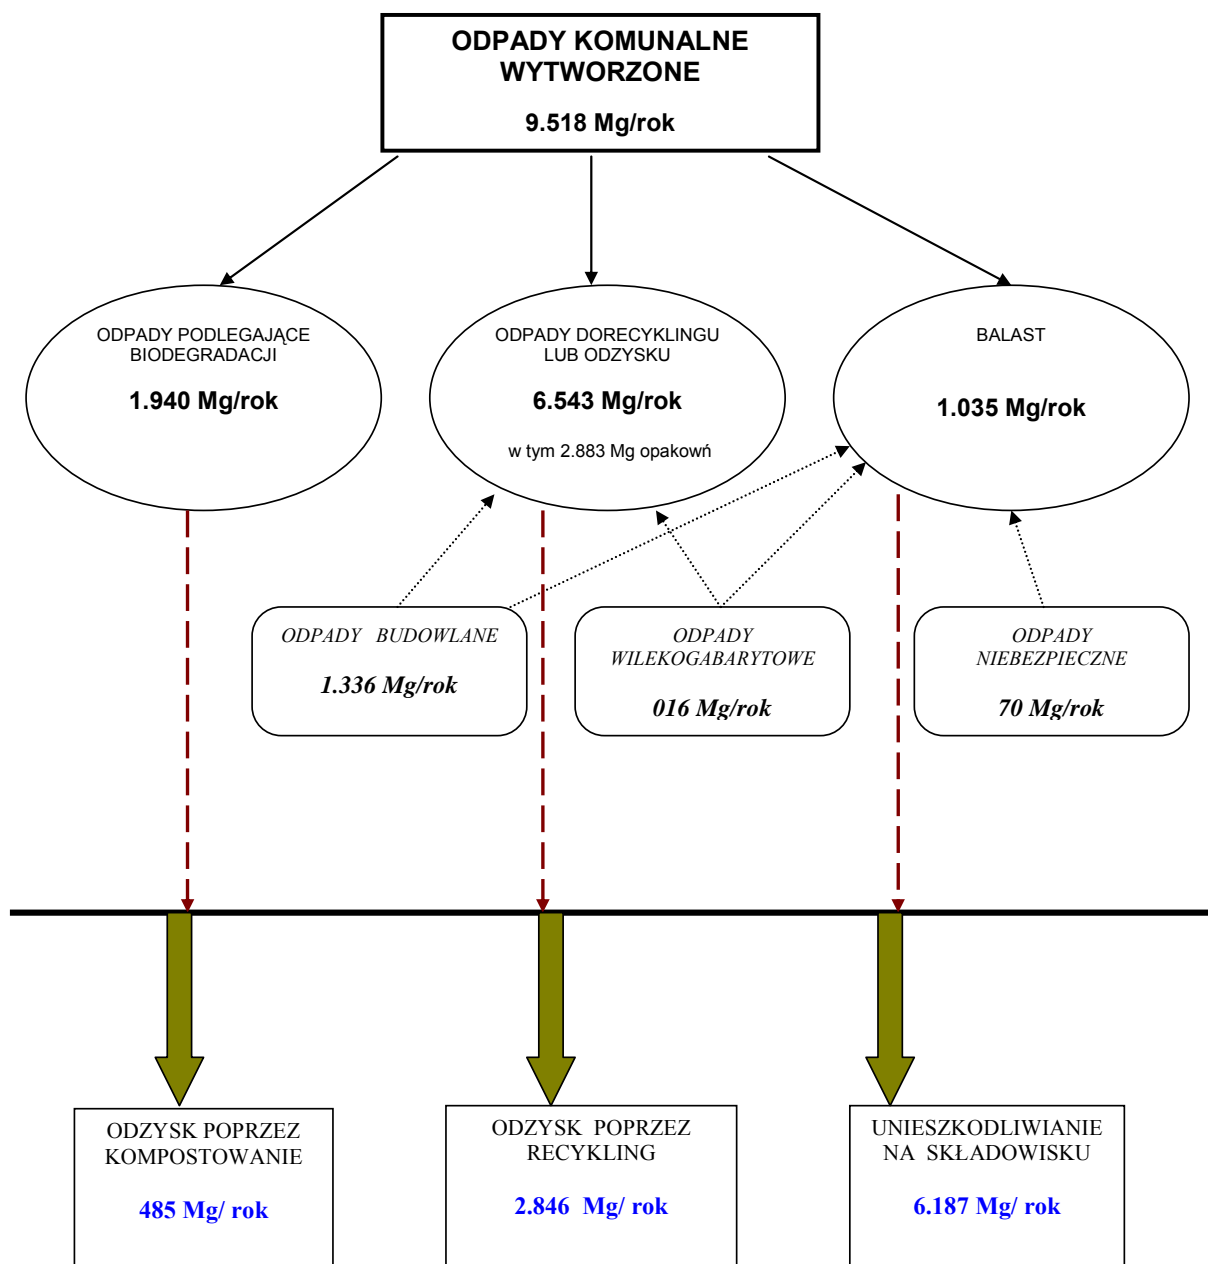 ODPADY KOMUNALNE
WYTWORZONE
9.518 Mg/rok
ODPADY PODLEGAJĄCE
BIODEGRADACJI
1.940 Mg/rok
ODPADY DORECYKLINGU
LUB ODZYSKU
6.543 Mg/rok
w tym 2.883 Mg opakowń
BALAST
1.035 Mg/rok
ODPADY BUDOWLANE
1.336 Mg/rok
ODPADY
WILEKOGABARYTOWE
016 Mg/rok
ODPADY
NIEBEZPIECZNE
70 Mg/rok
ODZYSK POPRZEZ
KOMPOSTOWANIE
485 Mg/ rok
ODZYSK POPRZEZ
RECYKLING
2.846 Mg/ rok
UNIESZKODLIWIANIE
NA SKŁADOWISKU
6.187 Mg/ rok